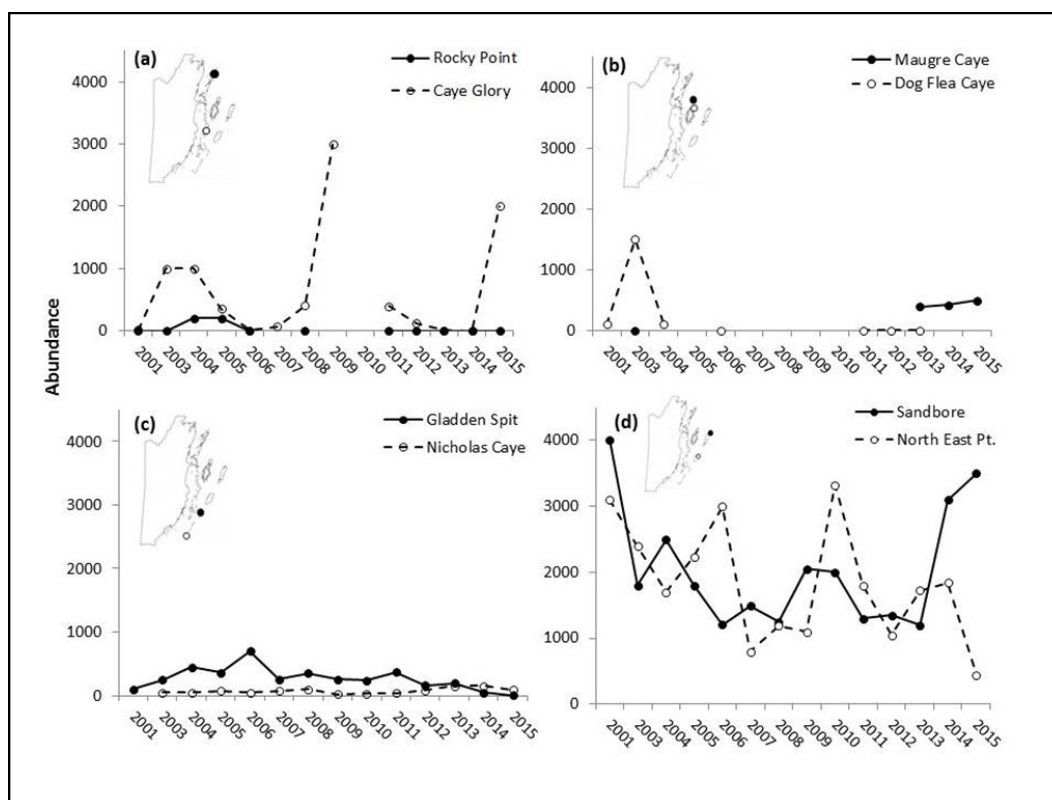 Abundance
(a)
Rocky Point
Caye Glory
4000
3000
2000
1000
0
2001 2003 2004 2005 2006 2007 2008 2009 2010 2011 2012 2013 2014 2015
(b)
Maugre Caye
Dog Flea Caye
4000
3000
2000
1000
0
2001 2003 2004 2005 2006 2007 2008 2009 2010 2011 2012 2013 2014 2015
(c)
Gladden Spit
Nicholas Caye
4000
3000
2000
1000
0
2001 2003 2004 2005 2006 2007 2008 2009 2010 2011 2012 2013 2014 2015
(d)
Sandbore
North East Pt.
4000
3000
2000
1000
0
2001 2003 2004 2005 2006 2007 2008 2009 2010 2011 2012 2013 2014 2015